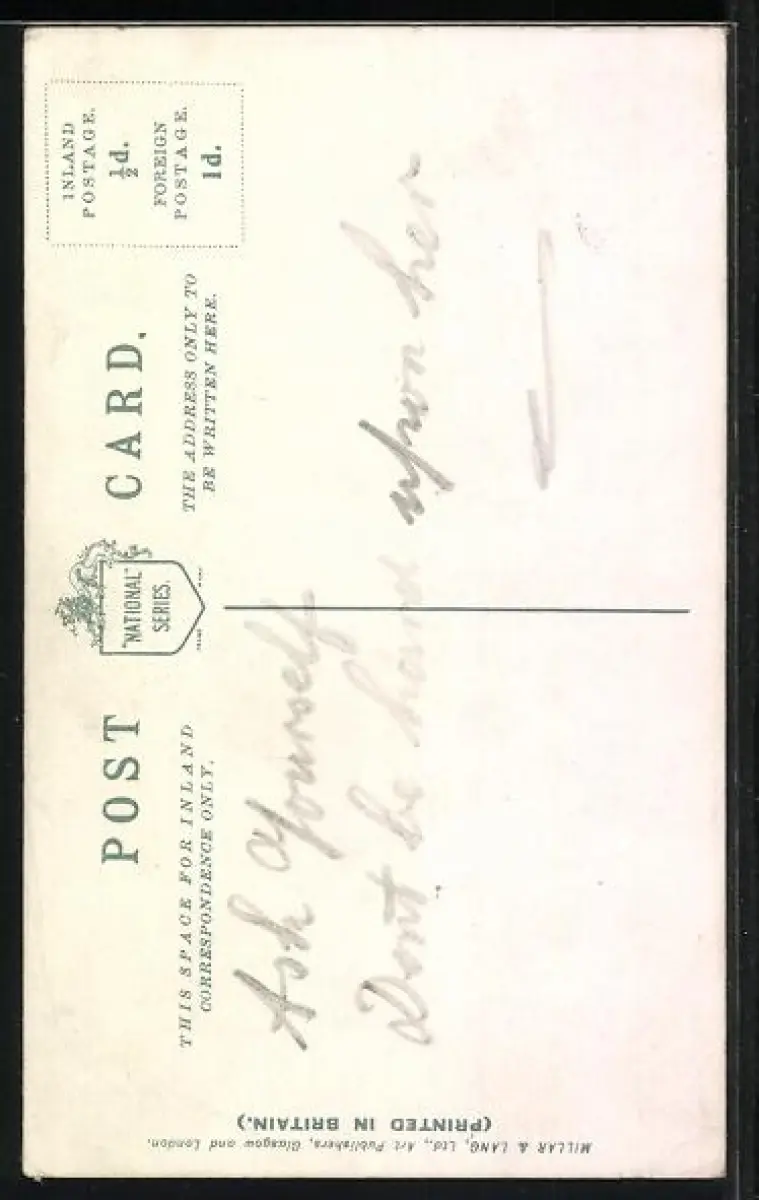 POST CARD.
"NATIONAL"
SERIES.
INLAND
POSTAGE.
½d.
FOREIGN
POSTAGE.
1d.
THIS SPACE FOR INLAND
CORRESPONDENCE ONLY.
THE ADDRESS ONLY TO
BE WRITTEN HERE.
Ask Yourself
Dont be hard upon her
MILLAR & LANG, Ltd., Art Publishers, Glasgow and London.
(PRINTED IN BRITAIN.)